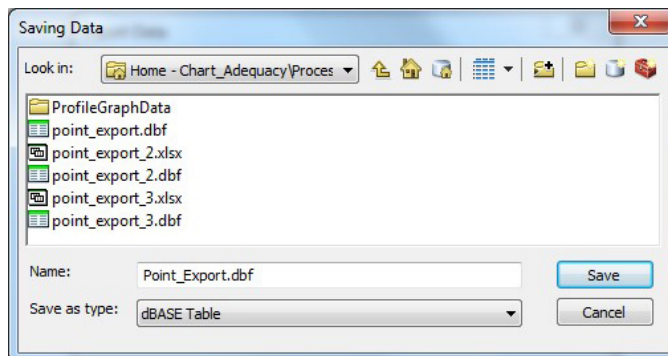 Saving Data
Look in: Home - Chart_Adequacy\Proces
ProfileGraphData
point_export.dbf
point_export_2.xlsx
point_export_2.dbf
point_export_3.xlsx
point_export_3.dbf
Name: Point_Export.dbf Save
Save as type: dBASE Table Cancel